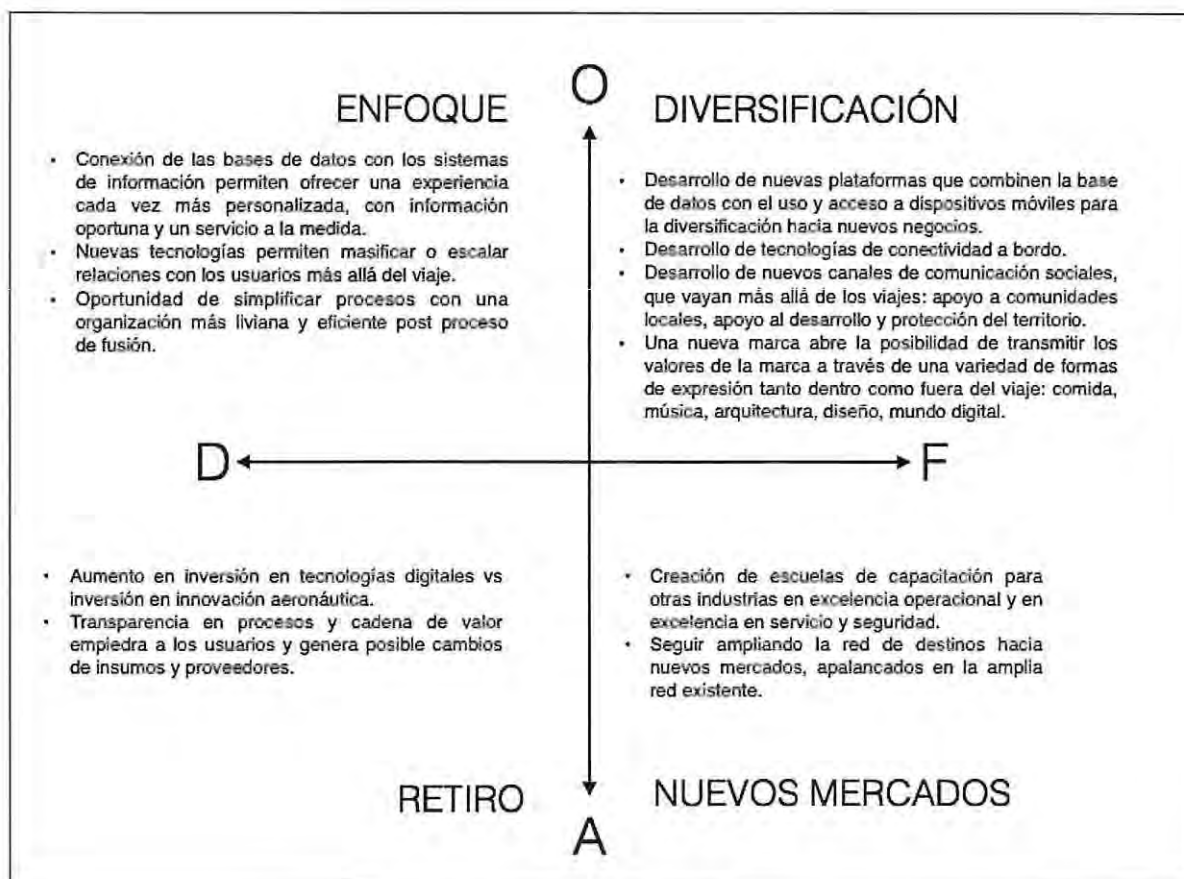 O
ENFOQUE
· Conexión de las bases de datos con los sistemas
de información permiten ofrecer una experiencia
cada vez más personalizada, con información
oportuna y un servicio a la medida.
· Nuevas tecnologías permiten masificar o escalar
relaciones con los usuarios más allá del viaje.
· Oportunidad de simplificar procesos con una
organización más liviana y eficiente post proceso
de fusión.
DIVERSIFICACIÓN
· Desarrollo de nuevas plataformas que combinen la base
de datos con el uso y acceso a dispositivos móviles para
la diversificación hacia nuevos negocios.
· Desarrollo de tecnologías de conectividad a bordo.
· Desarrollo de nuevos canales de comunicación sociales,
que vayan más allá de los viajes: apoyo a comunidades
locales, apoyo al desarrollo y protección del territorio.
· Una nueva marca abre la posibilidad de transmitir los
valores de la marca a través de una variedad de formas
de expresión tanto dentro como fuera del viaje: comida,
música, arquitectura, diseño, mundo digital.
D
F
· Aumento en inversión en tecnologías digitales vs
inversión en innovación aeronáutica.
· Transparencia en procesos y cadena de valor
empiedra a los usuarios y genera posible cambios
de insumos y proveedores.
RETIRO
· Creación de escuelas de capacitación para
otras industrias en excelencia operacional y en
excelencia en servicio y seguridad.
· Seguir ampliando la red de destinos hacia
nuevos mercados, apalancados en la amplia
red existente.
NUEVOS MERCADOS
A